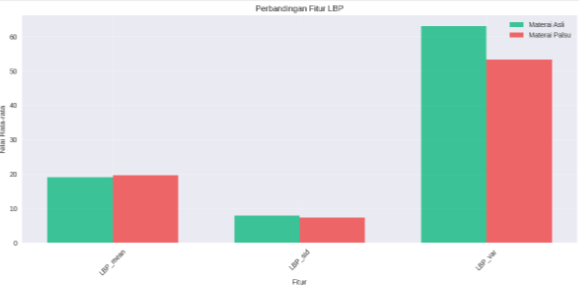 Perbandingan Fitur LBP
Materai Asli
Materai Palsu
Nilai Rata-rata
60
50
40
30
20
10
0
LBP_mean
LBP_std
LBP_var
Fitur